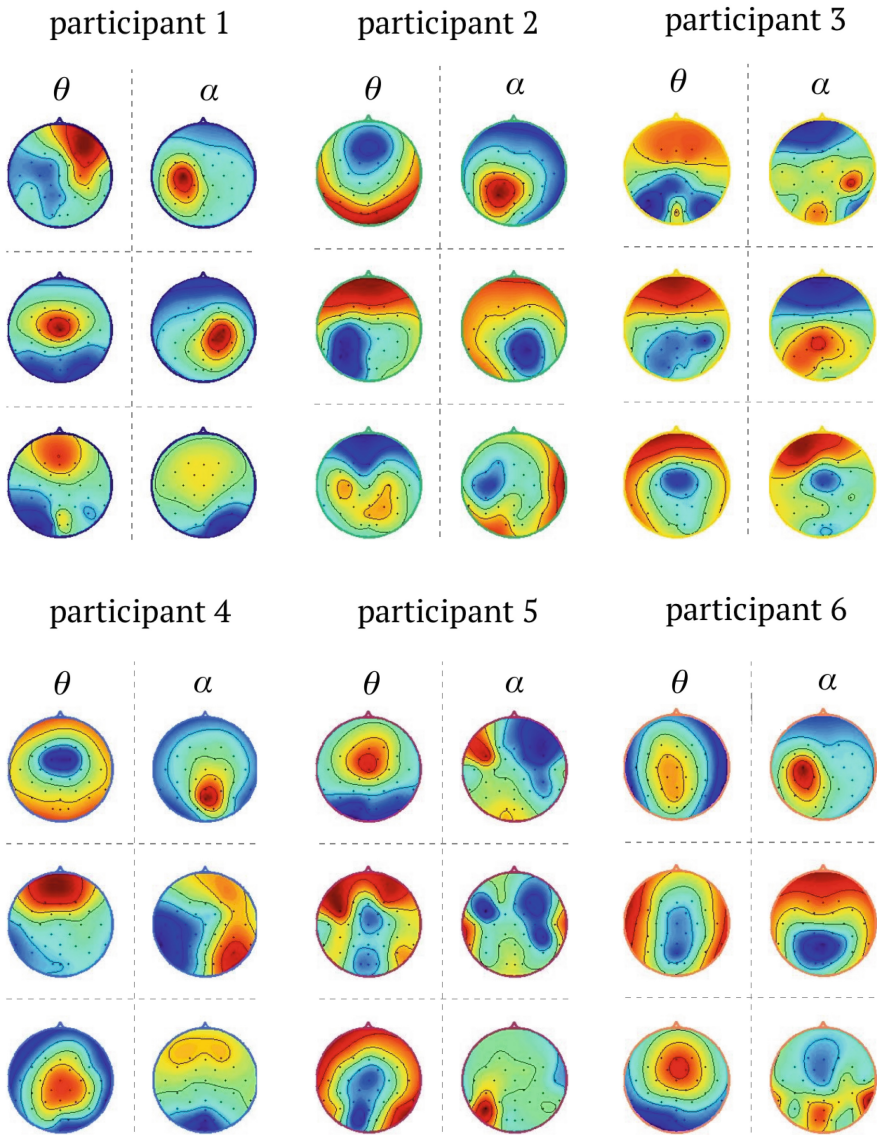 participant 1 participant 2 participant 3
θ α θ α θ α
participant 4 participant 5 participant 6
θ α θ α θ α